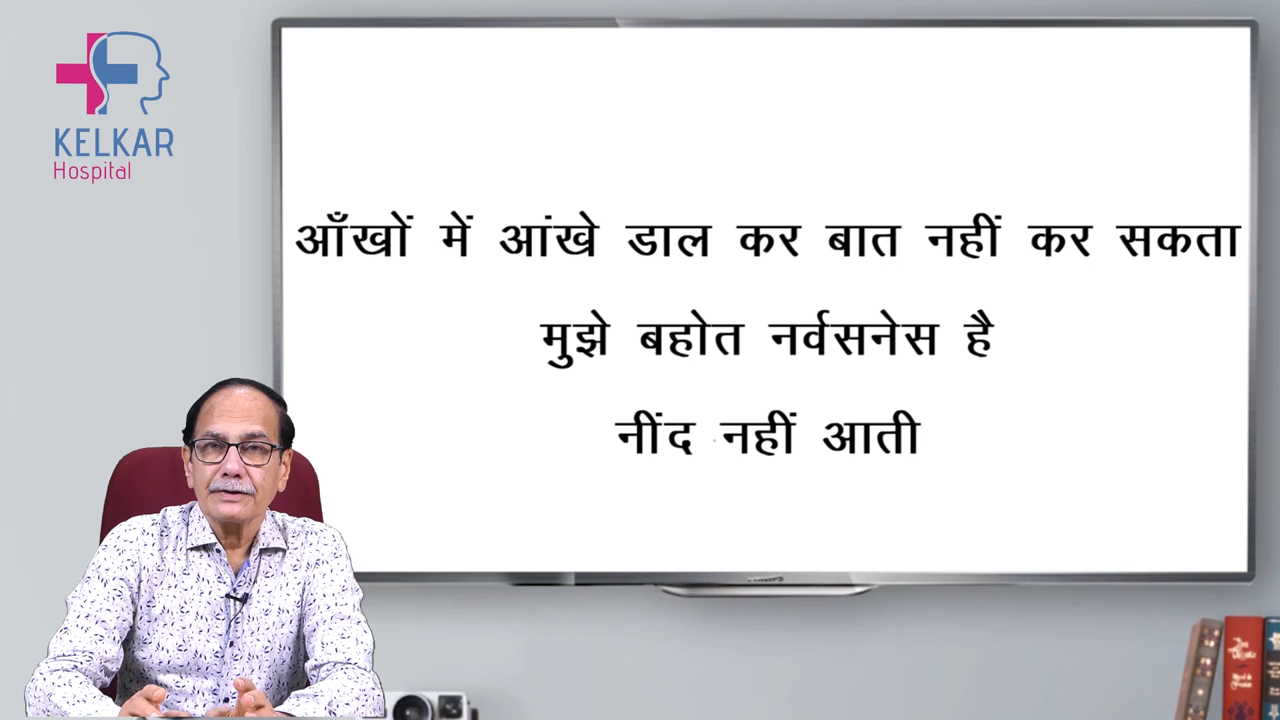 KELKAR
Hospital
आँखों में आंखे डाल कर बात नहीं कर सकता
मुझे बहोत नर्वसनेस है
नींद नहीं आती